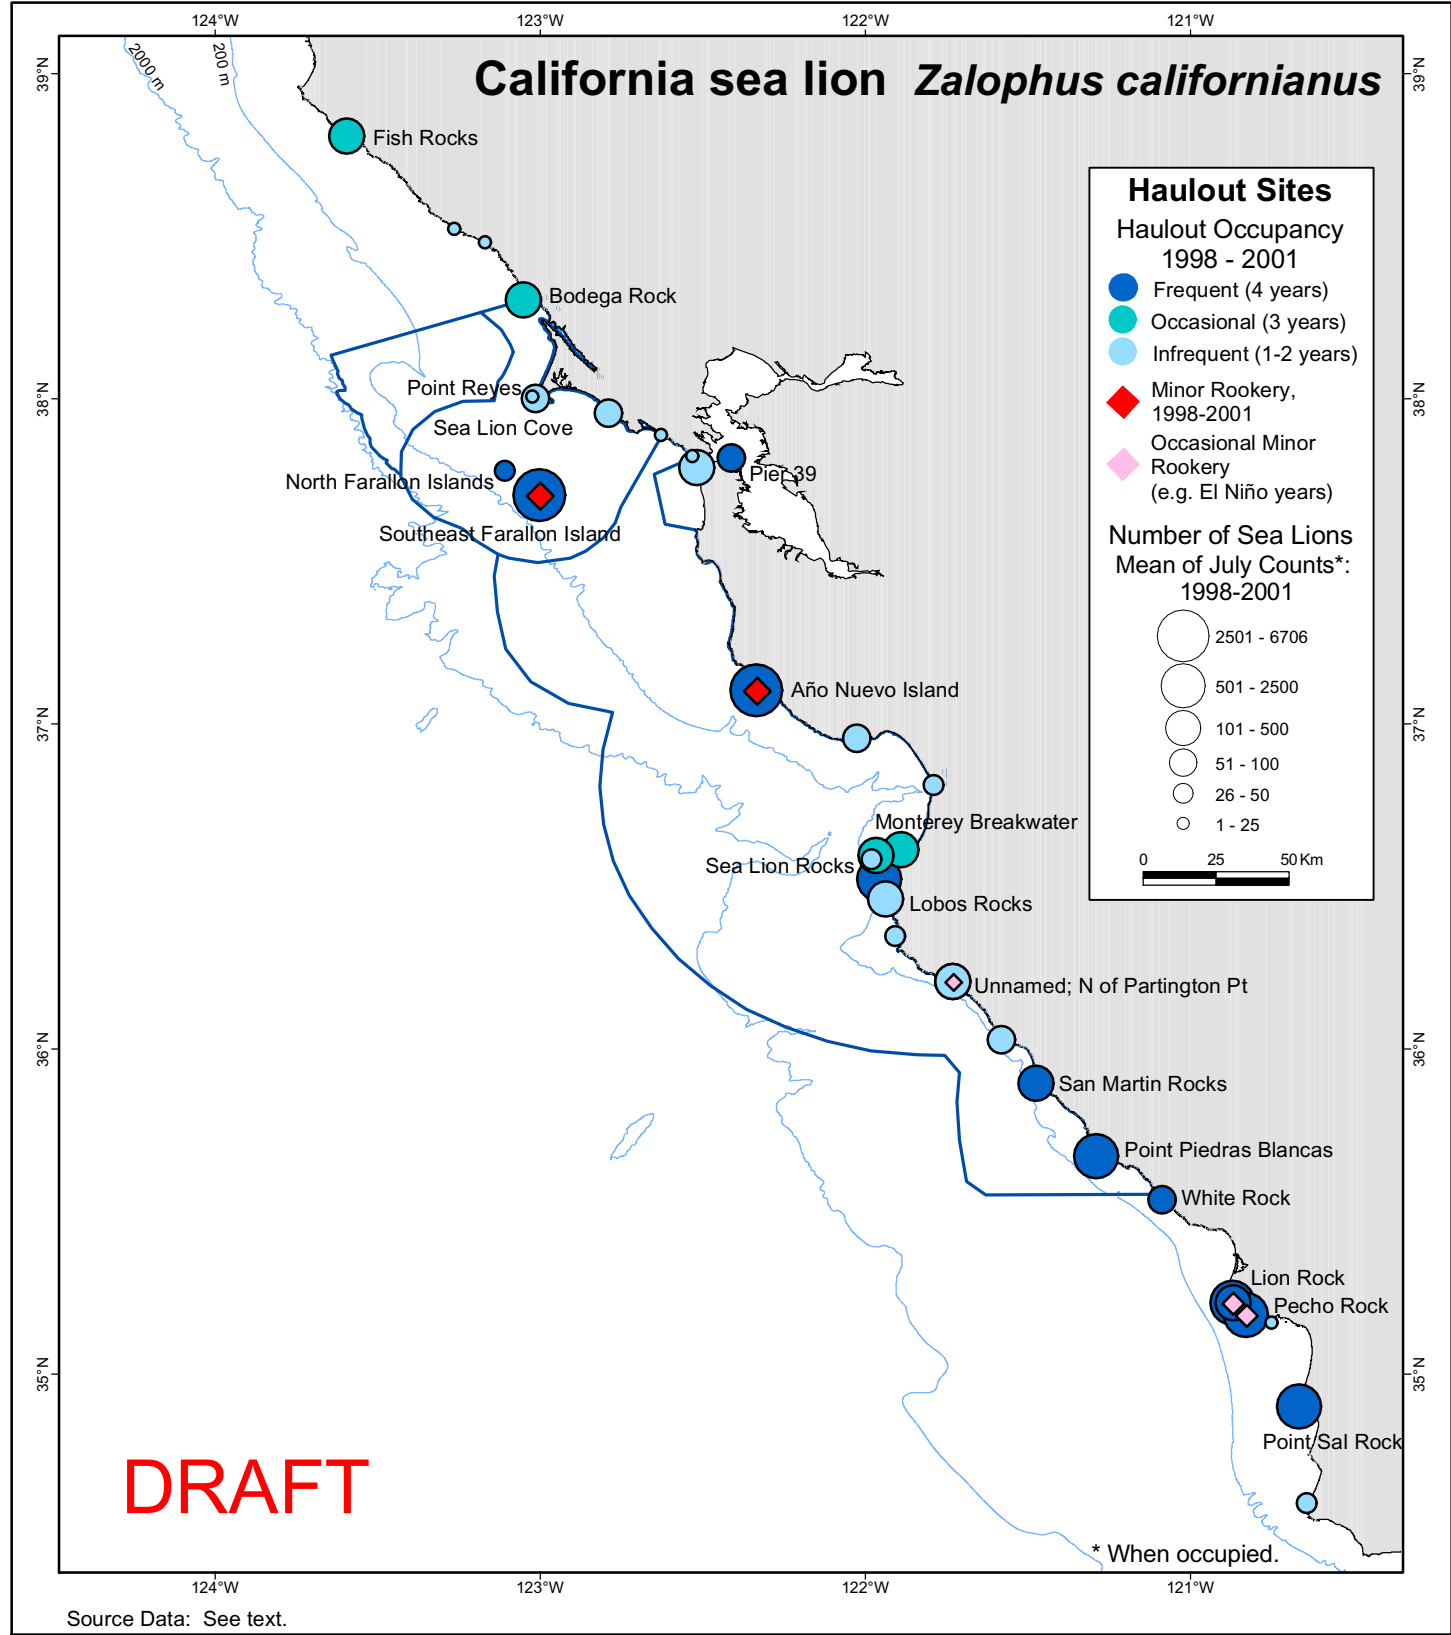 124°W
123°W
122°W
121°W
39°N
38°N
37°N
36°N
35°N
39°N
38°N
37°N
36°N
35°N
2000 m
200 m
California sea lion Zalophus californianus
Fish Rocks
Bodega Rock
Point Reyes
Sea Lion Cove
North Farallon Islands
Pier 39
Southeast Farallon Island
Año Nuevo Island
Monterey Breakwater
Sea Lion Rocks
Lobos Rocks
Unnamed; N of Partington Pt
San Martin Rocks
Point Piedras Blancas
White Rock
Lion Rock
Pecho Rock
Point Sal Rock
Haulout Sites
Haulout Occupancy
1998 - 2001
Frequent (4 years)
Occasional (3 years)
Infrequent (1-2 years)
Minor Rookery,
1998-2001
Occasional Minor
Rookery
(e.g. El Niño years)
Number of Sea Lions
Mean of July Counts*:
1998-2001
2501 - 6706
501 - 2500
101 - 500
51 - 100
26 - 50
1 - 25
0 25 50 Km
DRAFT
* When occupied.
124°W
123°W
122°W
121°W
Source Data: See text.